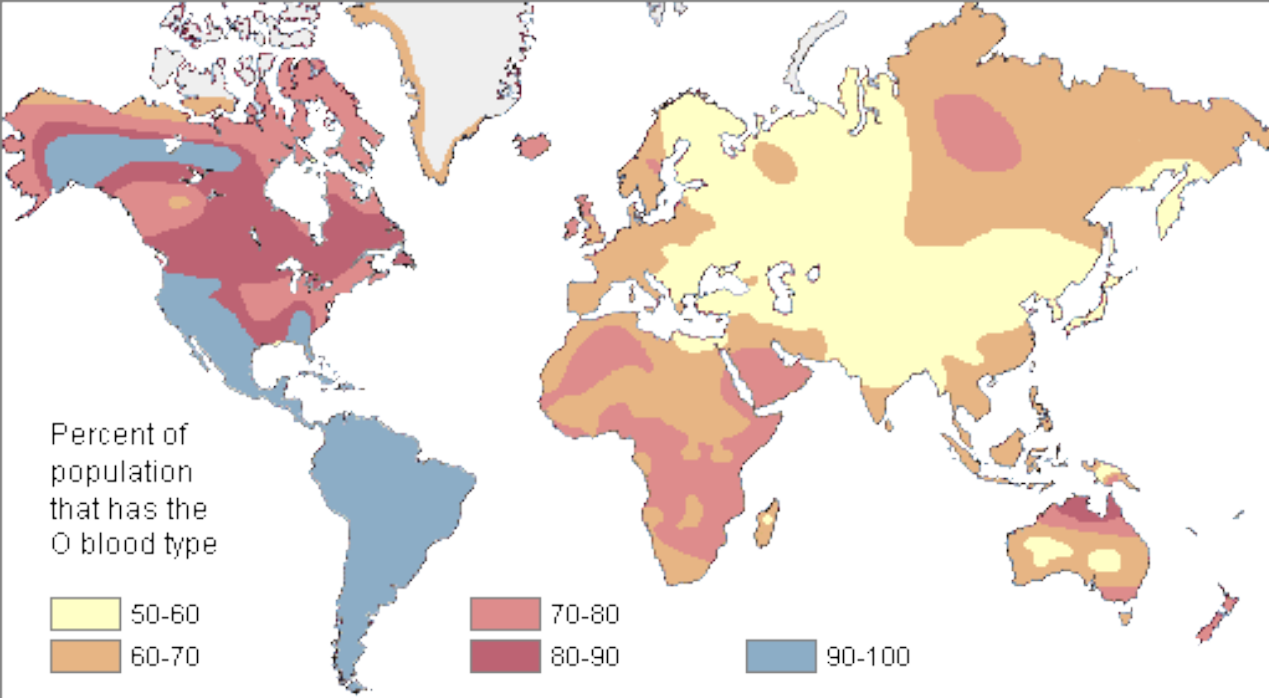 Percent of
population
that has the
O blood type
50-60
60-70
70-80
80-90
90-100